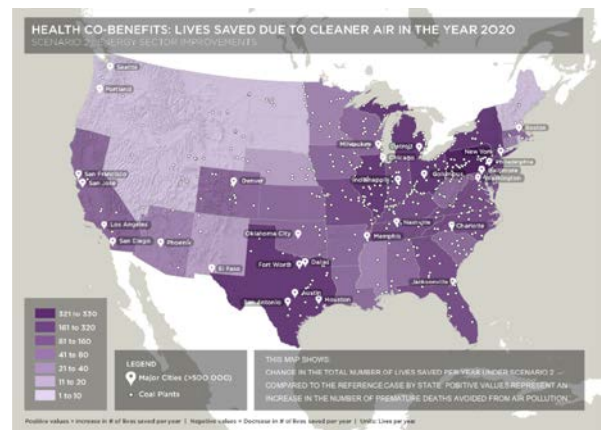 HEALTH CO-BENEFITS: LIVES SAVED DUE TO CLEANER AIR IN THE YEAR 2020
SCENARIO 2: ENERGY SECTOR IMPROVEMENTS
Seattle
Portland
Boston
Milwaukee
Detroit
New York
Chicago
Philadelphia
San Francisco
Denver
Indianapolis
Columbus
Baltimore
San Jose
Washington
Nashville
Charlotte
Los Angeles
Oklahoma City
Memphis
San Diego
Phoenix
Fort Worth
Dallas
El Paso
Jacksonville
Austin
San Antonio
Houston
321 to 330
161 to 320
81 to 160
41 to 80
21 to 40
11 to 20
1 to 10
LEGEND
Major Cities (>500 000)
Coal Plants
THIS MAP SHOWS:
CHANGE IN THE TOTAL NUMBER OF LIVES SAVED PER YEAR UNDER SCENARIO 2
COMPARED TO THE REFERENCE CASE BY STATE. POSITIVE VALUES REPRESENT AN
INCREASE IN THE NUMBER OF PREMATURE DEATHS AVOIDED FROM AIR POLLUTION.
Positive values = Increase in # of lives saved per year | Negative values = Decrease in # of lives saved per year | Units: Lives per year